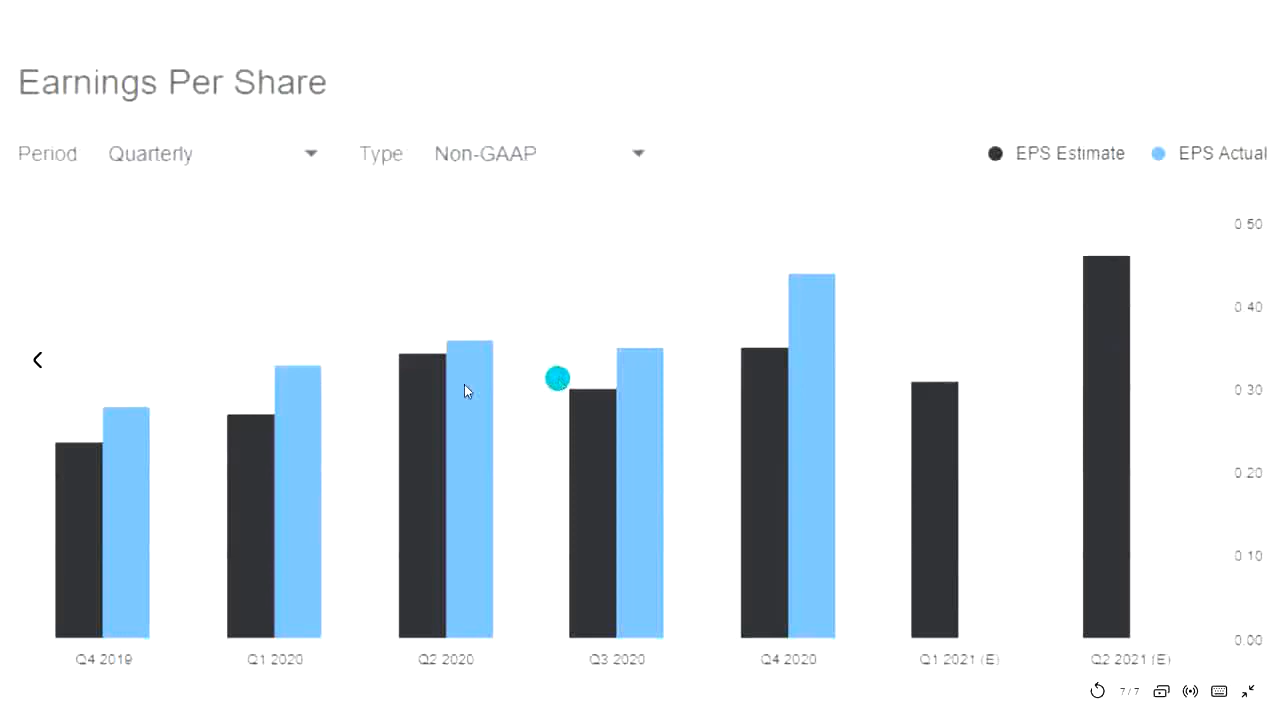 Earnings Per Share
Period Quarterly Type Non-GAAP EPS Estimate EPS Actual
0.50
0.40
0.30
0.20
0.10
0.00
Q4 2019 Q1 2020 Q2 2020 Q3 2020 Q4 2020 Q1 2021 (E) Q2 2021 (E)
7 / 7